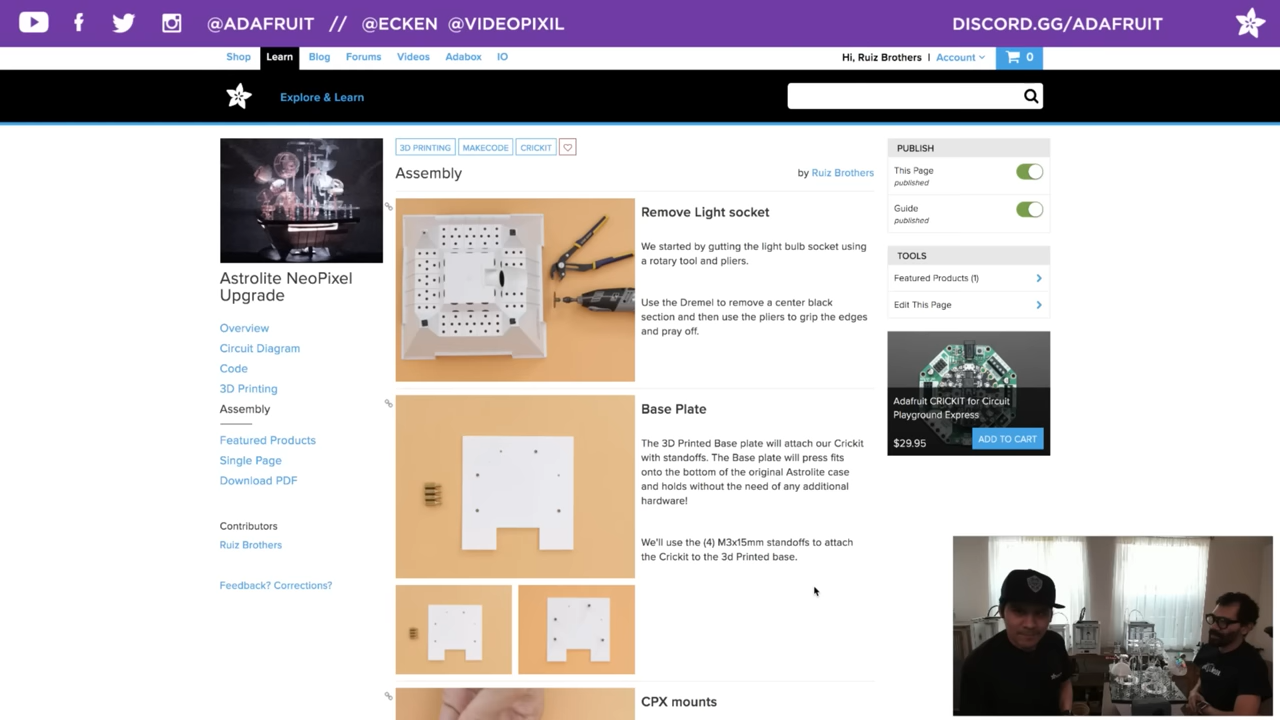 @ADAFRUIT // @ECKEN @VIDEOPIXIL
DISCORD.GG/ADAFRUIT
Shop Learn Blog Forums Videos Adabox IO
Hi, Ruiz Brothers | Account 0
Explore & Learn
3D PRINTING MAKECODE CRICKIT
Assembly
by Ruiz Brothers
Astrolite NeoPixel
Upgrade
Overview
Circuit Diagram
Code
3D Printing
Assembly
Featured Products
Single Page
Download PDF
Contributors
Ruiz Brothers
Feedback? Corrections?
Remove Light socket
We started by gutting the light bulb socket using
a rotary tool and pliers.
Use the Dremel to remove a center black
section and then use the pliers to grip the edges
and pray off.
Base Plate
The 3D Printed Base plate will attach our Crickit
with standoffs. The Base plate will press fits
onto the bottom of the original Astrolite case
and holds without the need of any additional
hardware!
We'll use the (4) M3x15mm standoffs to attach
the Crickit to the 3d Printed base.
CPX mounts
PUBLISH
This Page
published
Guide
published
TOOLS
Featured Products (1)
Edit This Page
Adafruit CRICKIT for Circuit
Playground Express
$29.95 ADD TO CART